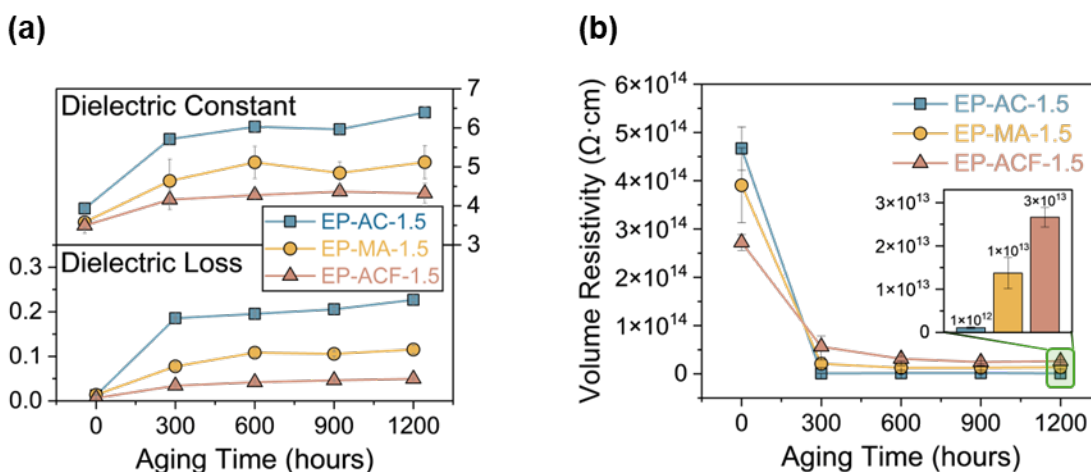 (a)
Dielectric Constant
7
6
5
4
3
EP-AC-1.5
EP-MA-1.5
EP-ACF-1.5
Dielectric Loss
0.3
0.2
0.1
0.0
0 300 600 900 1200
Aging Time (hours)
(b)
Volume Resistivity (Ω·cm)
6×10¹⁴
5×10¹⁴
4×10¹⁴
3×10¹⁴
2×10¹⁴
1×10¹⁴
0
EP-AC-1.5
EP-MA-1.5
EP-ACF-1.5
3×10¹³
2×10¹³
1×10¹³
0
1×10¹²
1×10¹³
3×10¹³
0 300 600 900 1200
Aging Time (hours)